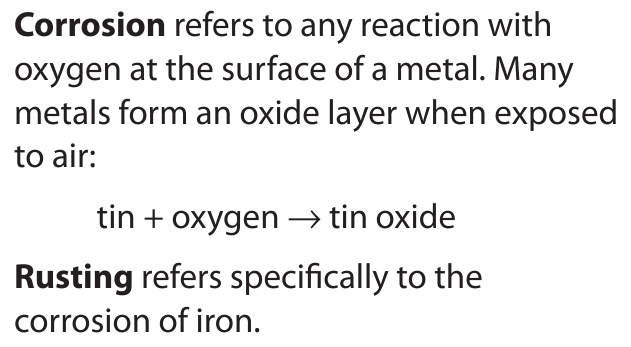 Corrosion refers to any reaction with
oxygen at the surface of a metal. Many
metals form an oxide layer when exposed
to air:
tin + oxygen → tin oxide
Rusting refers specifically to the
corrosion of iron.